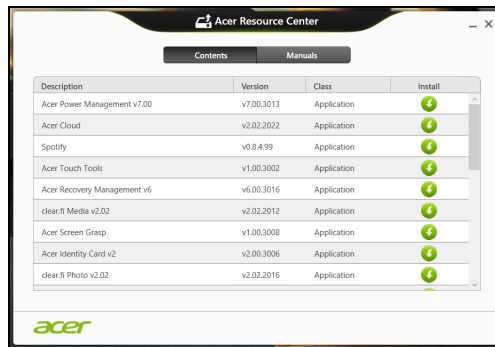 Acer Resource Center
Contents Manuals
Description Version Class Install
Acer Power Management v7.00 v7.00.3013 Application
Acer Cloud v2.02.2022 Application
Spotify v0.8.4.99 Application
Acer Touch Tools v1.00.3002 Application
Acer Recovery Management v6 v6.00.3016 Application
clear.fi Media v2.02 v2.02.2012 Application
Acer Screen Grasp v1.00.3008 Application
Acer Identity Card v2 v2.00.3006 Application
clear.fi Photo v2.02 v2.02.2016 Application
acer